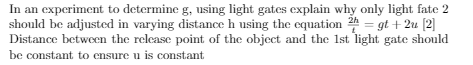 In an experiment to determine g, using light gates explain why only light fate 2
should be adjusted in varying distance h using the equation 2h/t = gt + 2u [2]
Distance between the release point of the object and the 1st light gate should
be constant to ensure u is constant